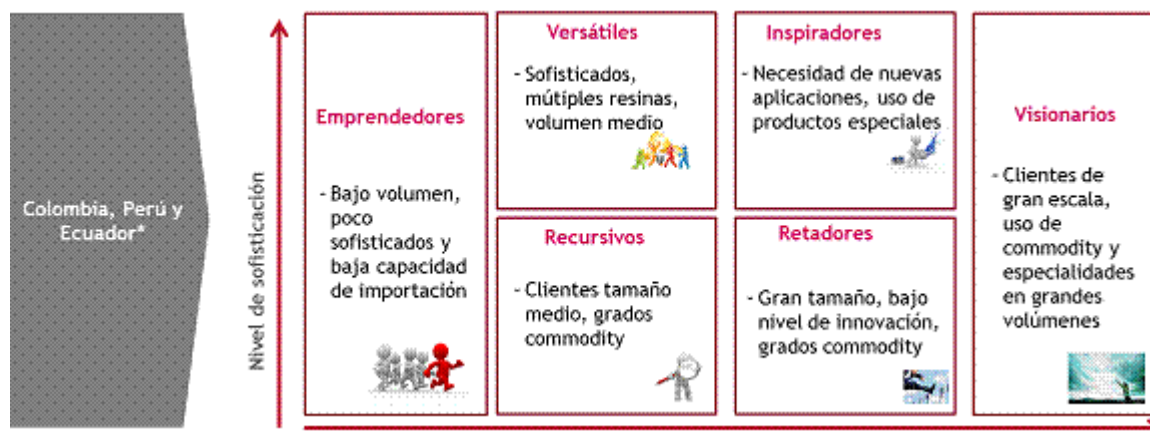 Colombia, Perú y
Ecuador*
Nivel de sofisticación
Emprendedores
- Bajo volumen,
poco
sofisticados y
baja capacidad
de importación
Versátiles
- Sofisticados,
múltiples resinas,
volumen medio
Recursivos
- Clientes tamaño
medio, grados
commodity
Inspiradores
- Necesidad de nuevas
aplicaciones, uso de
productos especiales
Retadores
- Gran tamaño, bajo
nivel de innovación,
grados commodity
Visionarios
- Clientes de
gran escala,
uso de
commodity y
especialidades
en grandes
volúmenes